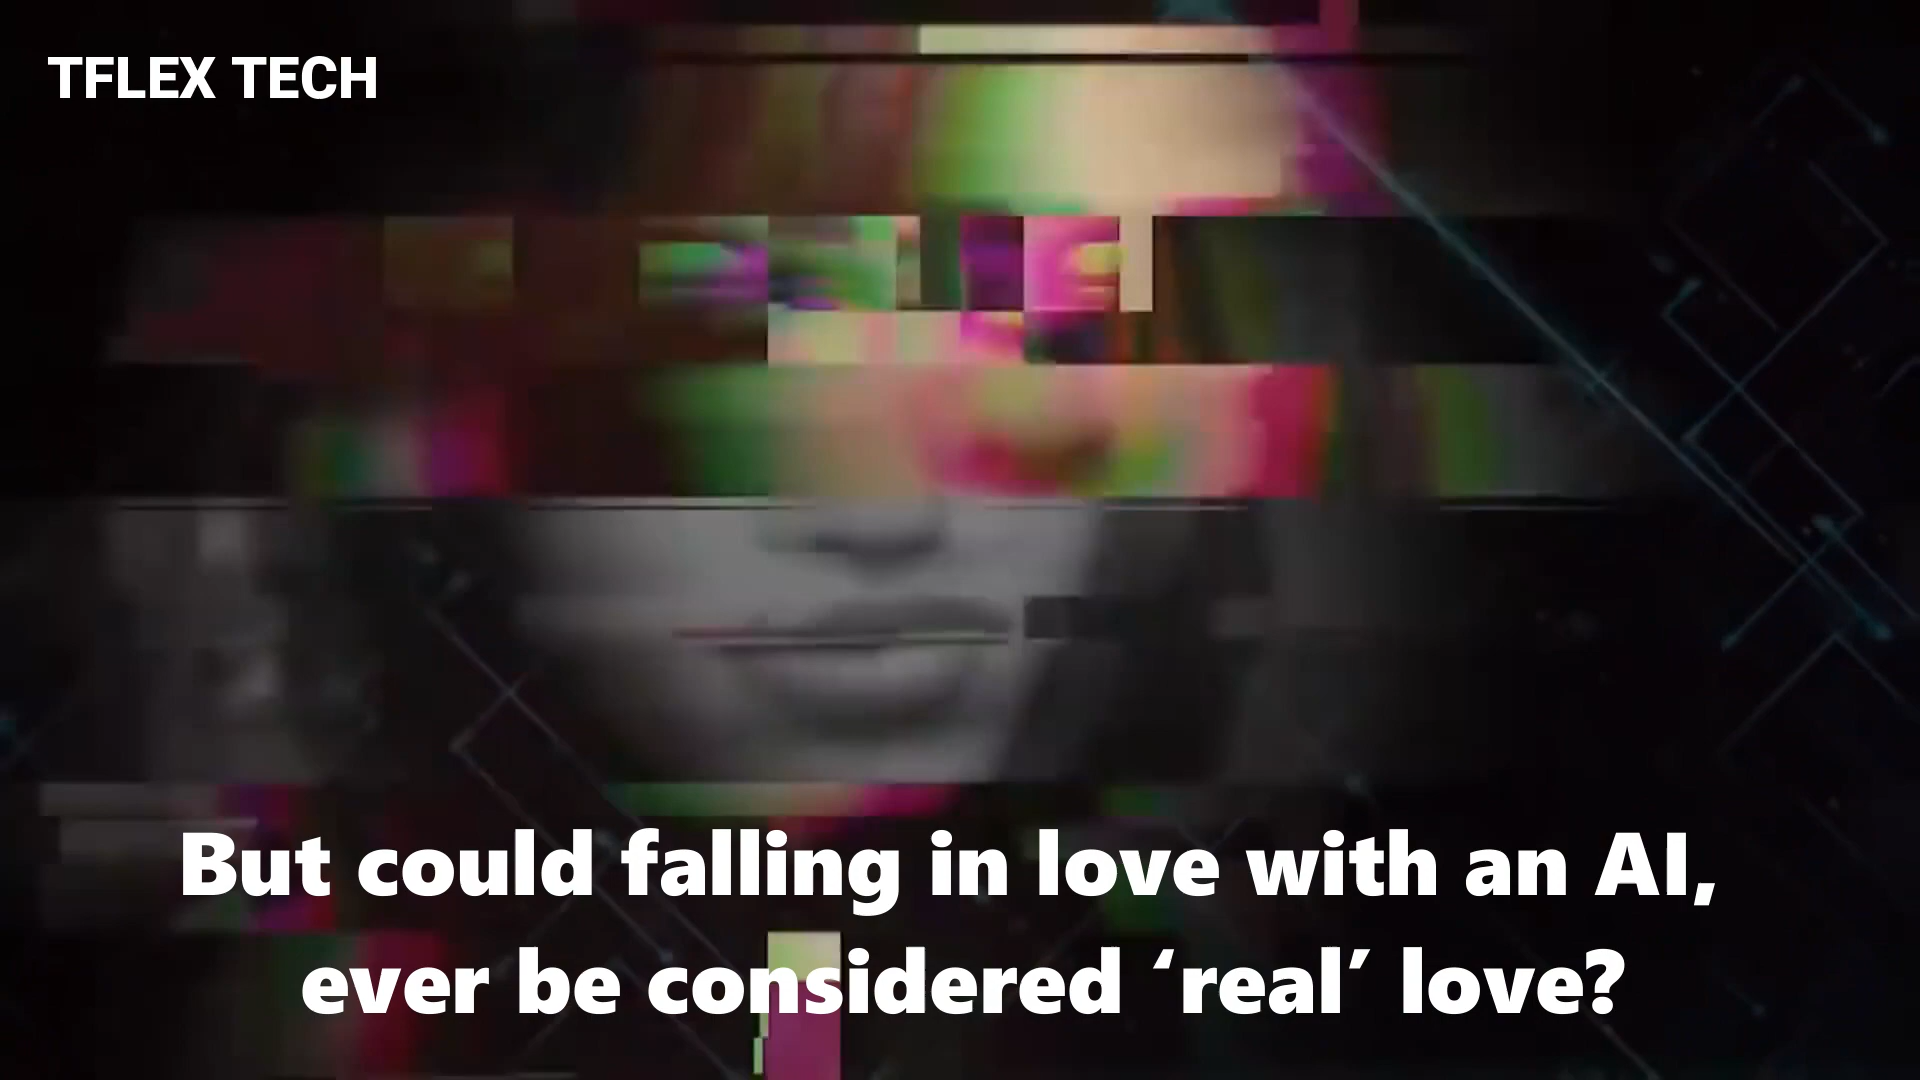 TFLEX TECH
But could falling in love with an AI,
ever be considered ‘real’ love?